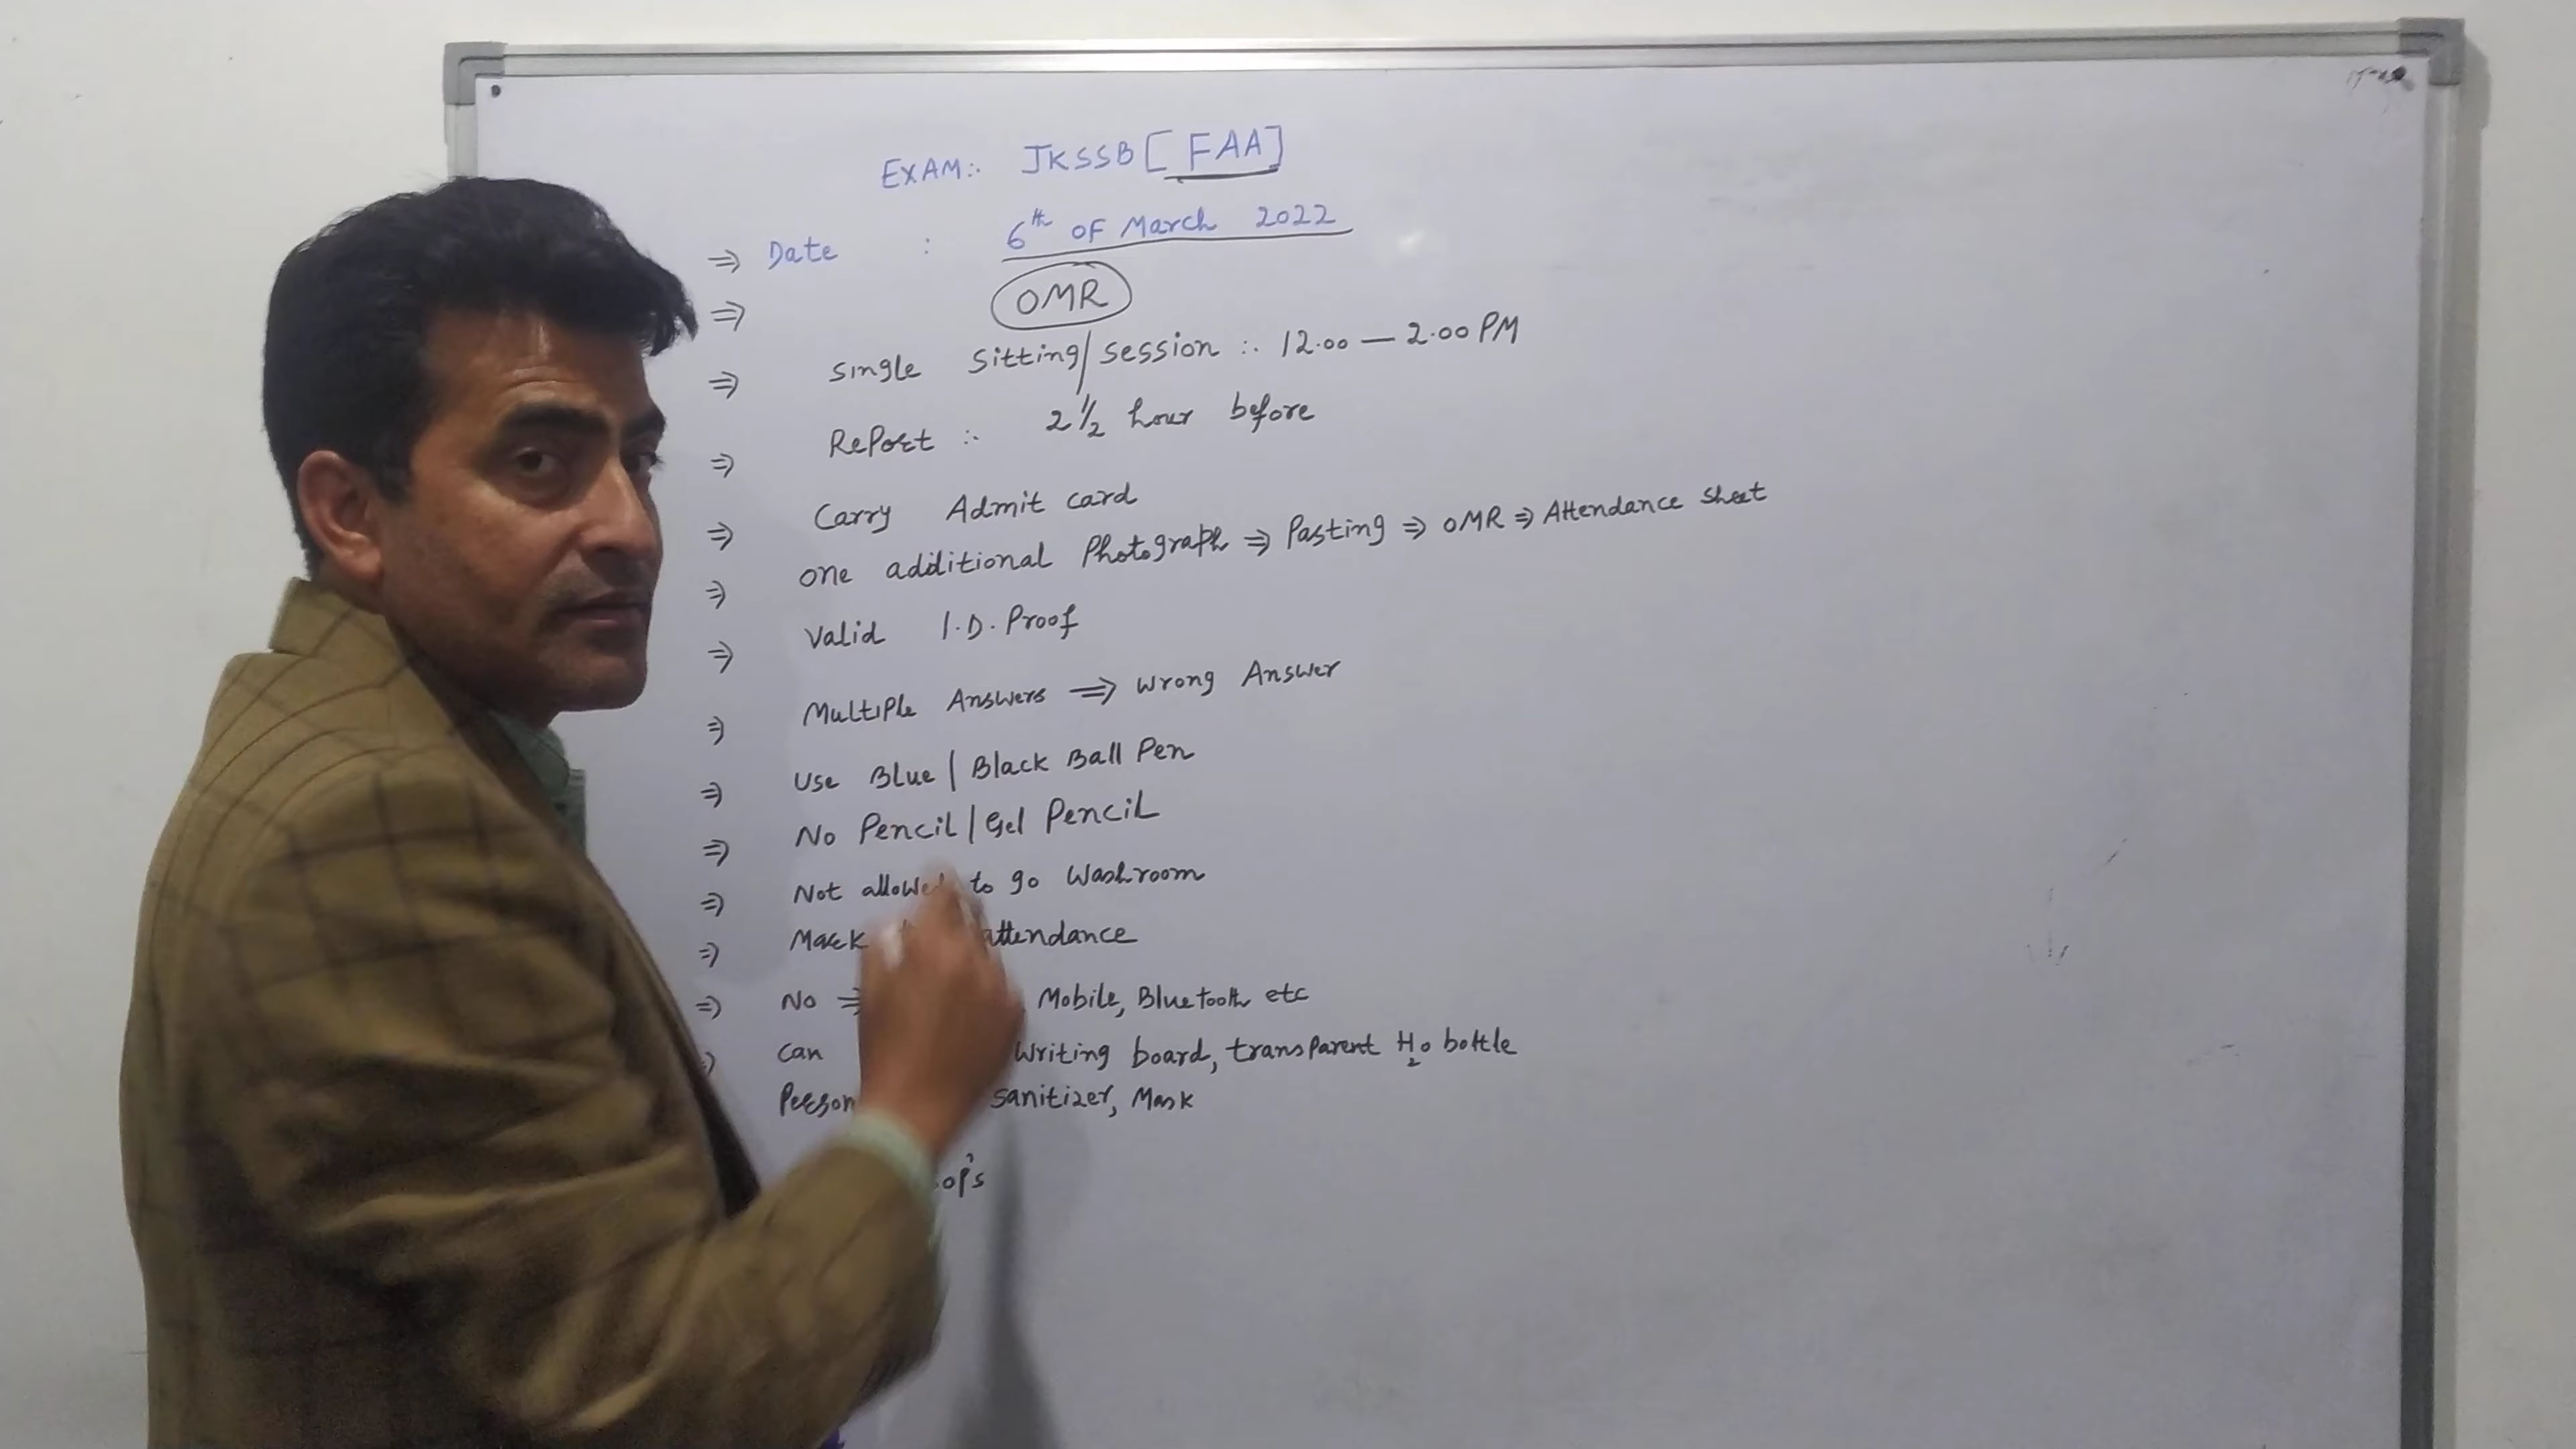 EXAM:. JKSSB [FAA]
⇒ Date : 6th OF March 2022
⇒ OMR
⇒ Single Sitting/session :. 12.00 — 2.00 PM
⇒ Report :. 2 1/2 hour before
⇒ Carry Admit card
⇒ One additional Photograph ⇒ Pasting ⇒ OMR ⇒ Attendance Sheet
⇒ Valid I.D. Proof
⇒ Multiple Answers ⇒ Wrong Answer
⇒ Use Blue | Black Ball Pen
⇒ No Pencil | Gel Pencil
⇒ Not allowed to go Washroom
⇒ Mark attendance
⇒ No ⇒ Mobile, Bluetooth etc
⇒ Can Writing board, transparent H2O bottle
sanitizer, Mask